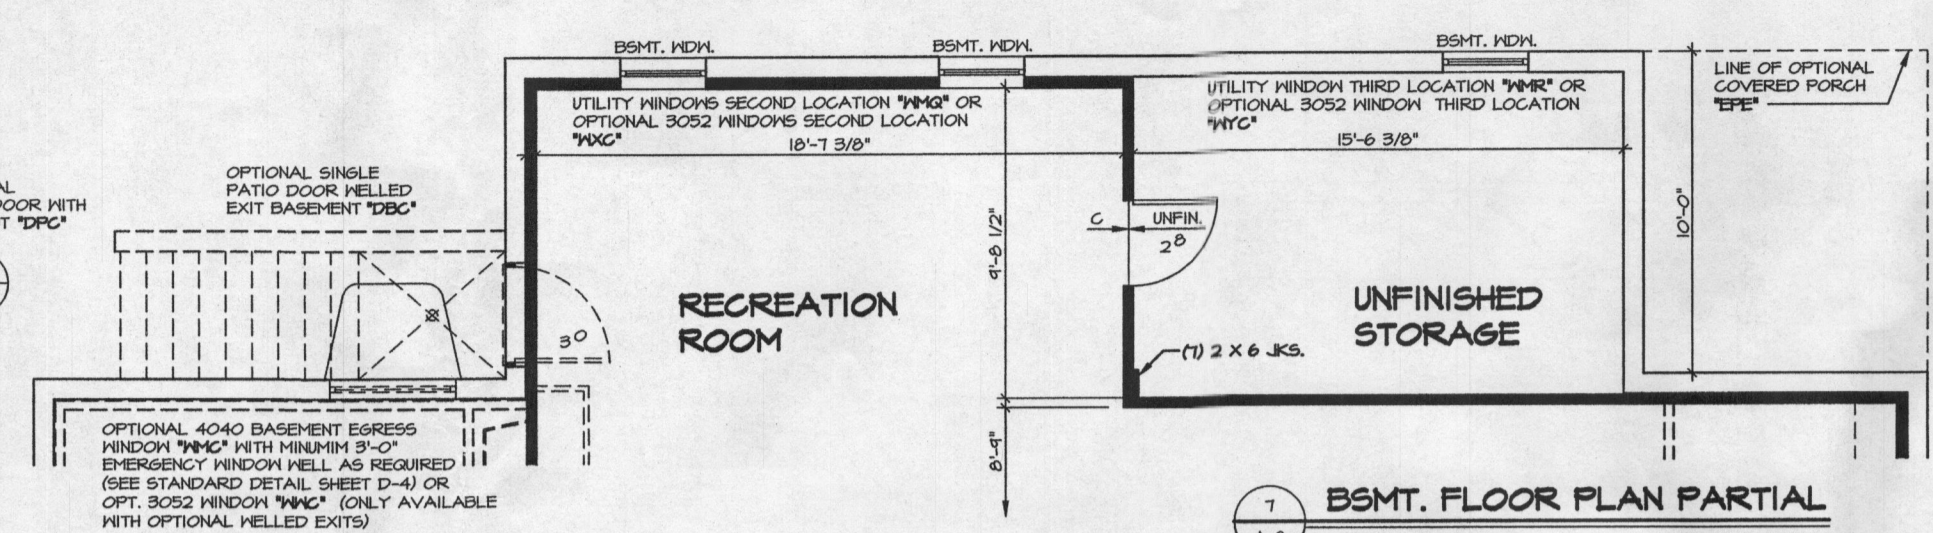 BSMT. WDW.
BSMT. WDW.
BSMT. WDW.
UTILITY WINDOWS SECOND LOCATION "WMQ" OR
OPTIONAL 3052 WINDOWS SECOND LOCATION
"WXC"
18'-7 3/8"
UTILITY WINDOW THIRD LOCATION "WMR" OR
OPTIONAL 3052 WINDOW THIRD LOCATION
"WYC"
15'-6 3/8"
LINE OF OPTIONAL
COVERED PORCH
"EPE"
OPTIONAL SINGLE
PATIO DOOR WELLED
EXIT BASEMENT "DBC"
DOOR WITH
"DPC"
C
UNFIN.
2⁸
9'-8 1/2"
10'-0"
3⁰
RECREATION
ROOM
UNFINISHED
STORAGE
(7) 2 X 6 JKS.
8'-9"
OPTIONAL 4040 BASEMENT EGRESS
WINDOW "WMC" WITH MINUMIM 3'-0"
EMERGENCY WINDOW WELL AS REQUIRED
(SEE STANDARD DETAIL SHEET D-4) OR
OPT. 3052 WINDOW "WWC" (ONLY AVAILABLE
WITH OPTIONAL WELLED EXITS)
7
BSMT. FLOOR PLAN PARTIAL